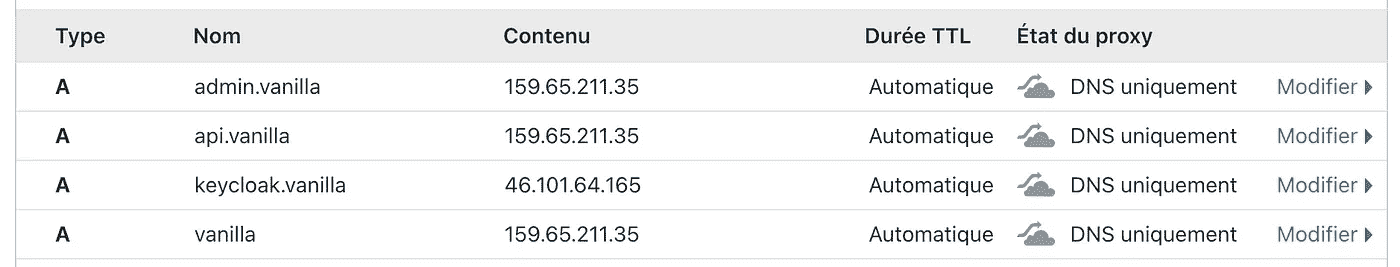 Type Nom Contenu Durée TTL État du proxy
A admin.vanilla 159.65.211.35 Automatique DNS uniquement Modifier
A api.vanilla 159.65.211.35 Automatique DNS uniquement Modifier
A keycloak.vanilla 46.101.64.165 Automatique DNS uniquement Modifier
A vanilla 159.65.211.35 Automatique DNS uniquement Modifier